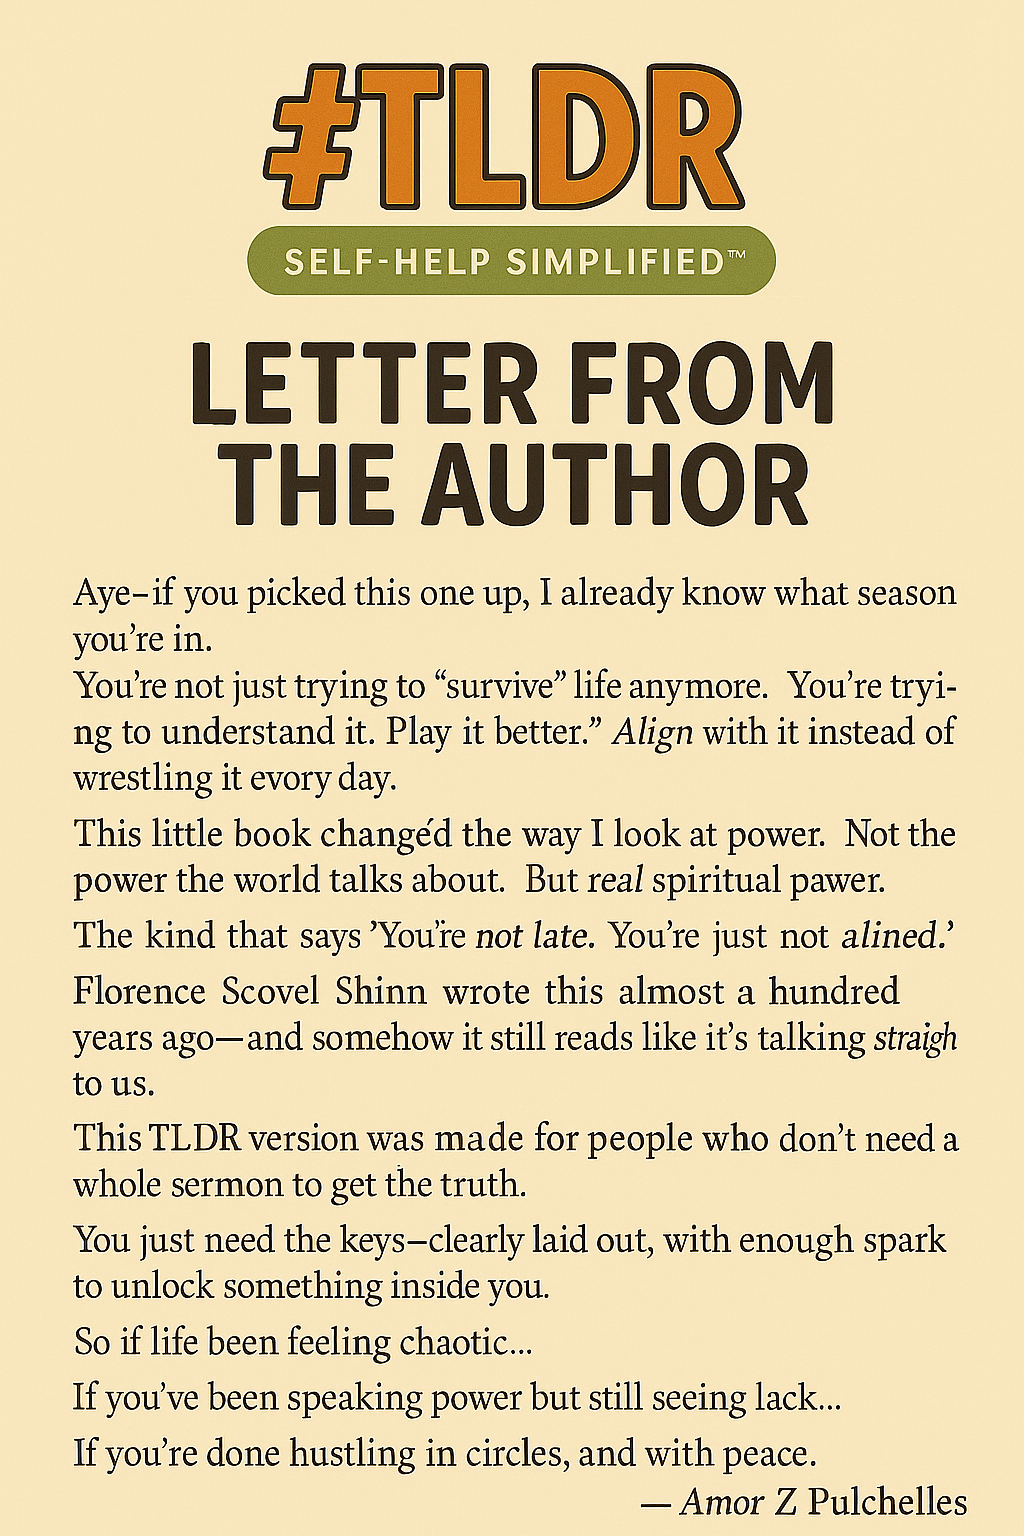 #TLDR
SELF-HELP SIMPLIFIED™
LETTER FROM
THE AUTHOR
Aye–if you picked this one up, I already know what season
you're in.
You're not just trying to “survive” life anymore. You're tryi-
ng to understand it. Play it better.” Align with it instead of
wrestling it evory day.
This little book change´d the way I look at power. Not the
power the world talks about. But real spiritual pawer.
The kind that says ’You'r̈e not late. You're just not alined.’
Florence Scovel Shinn wrote this almost a hundred
years ago—and somehow it still reads like it's talking straigh
to us.
This TLDR version was made for people who don't need a
whole sermon to get the truth.
You just need the keys–clearly laid out, with enough spark
to unlock something inside you.
So if life been feeling chaotic...
If you've been speaking power but still seeing lack...
If you're done hustling in circles, and with peace.
— Amor Z Pulchelles